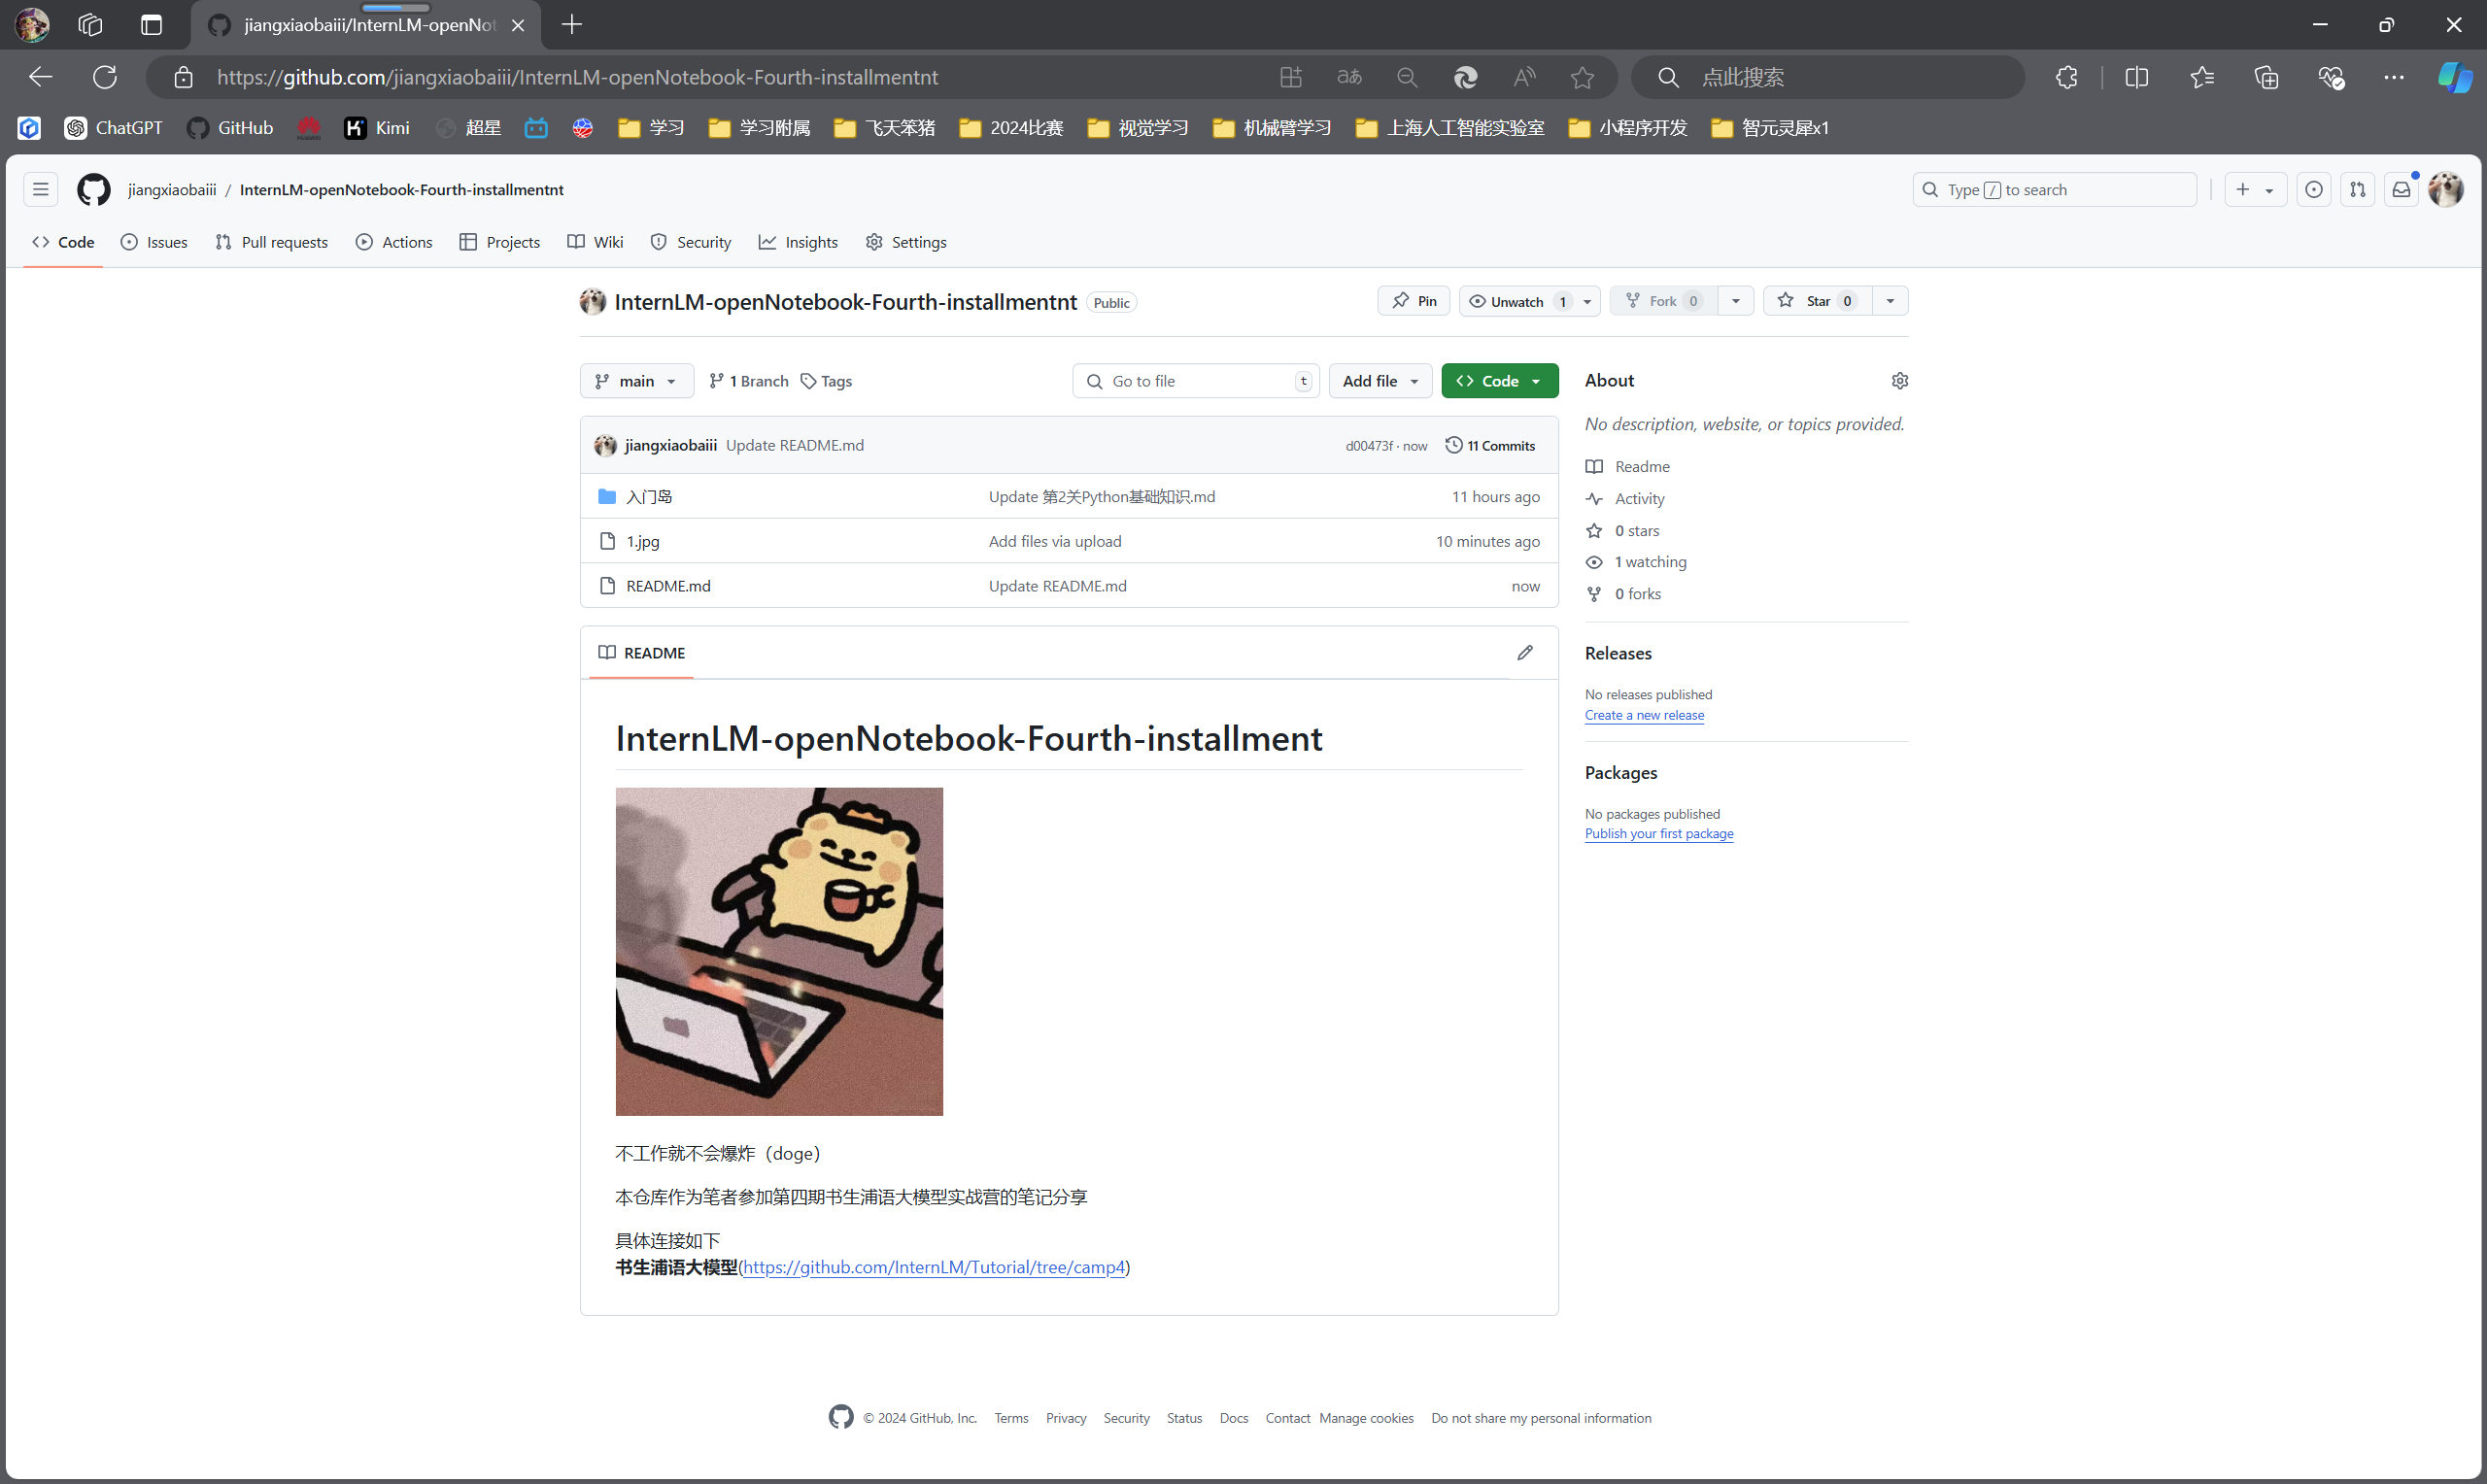 jiangxiaobaiii/InternLM-openNot
https://github.com/jiangxiaobaiii/InternLM-openNotebook-Fourth-installmentnt
点此搜索
ChatGPT GitHub Kimi 超星 学习 学习附属 飞天笨猪 2024比赛 视觉学习 机械臂学习 上海人工智能实验室 小程序开发 智元灵犀x1
jiangxiaobaiii / InternLM-openNotebook-Fourth-installmentnt
Type / to search
Code Issues Pull requests Actions Projects Wiki Security Insights Settings
InternLM-openNotebook-Fourth-installmentnt Public
Pin Unwatch 1 Fork 0 Star 0
main 1 Branch Tags Go to file t Add file Code
jiangxiaobaiii Update README.md d00473f · now 11 Commits
入门岛 Update 第2关Python基础知识.md 11 hours ago
1.jpg Add files via upload 10 minutes ago
README.md Update README.md now
README
InternLM-openNotebook-Fourth-installment
不工作就不会爆炸（doge）
本仓库作为笔者参加第四期书生浦语大模型实战营的笔记分享
具体连接如下
书生浦语大模型(https://github.com/InternLM/Tutorial/tree/camp4)
About
No description, website, or topics provided.
Readme
Activity
0 stars
1 watching
0 forks
Releases
No releases published
Create a new release
Packages
No packages published
Publish your first package
© 2024 GitHub, Inc. Terms Privacy Security Status Docs Contact Manage cookies Do not share my personal information